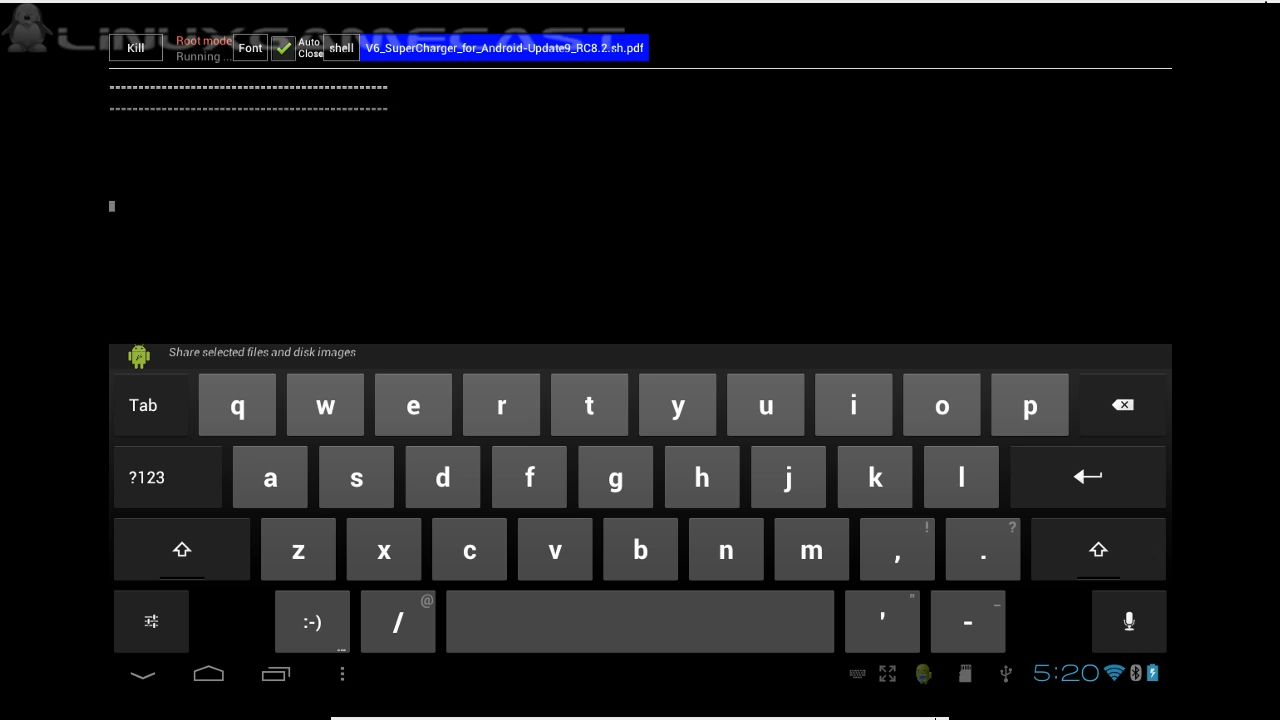 LINUXGAMECAST
Kill
Root mode
Running ...
Font
Auto
Close
shell
V6_SuperCharger_for_Android-Update9_RC8.2.sh.pdf
------------------------------------------------
------------------------------------------------
Share selected files and disk images
Tab q w e r t y u i o p
?123 a s d f g h j k l
z x c v b n m , ! . ?
:-) ... / @ ' " - _
5:20